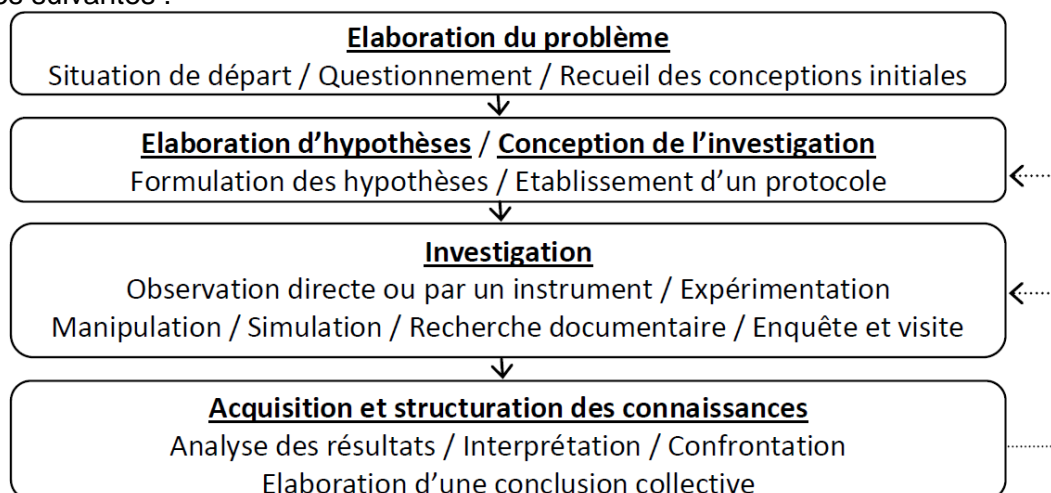 es suivantes :
Elaboration du problème
Situation de départ / Questionnement / Recueil des conceptions initiales
Elaboration d'hypothèses / Conception de l'investigation
Formulation des hypothèses / Etablissement d'un protocole
Investigation
Observation directe ou par un instrument / Expérimentation
Manipulation / Simulation / Recherche documentaire / Enquête et visite
Acquisition et structuration des connaissances
Analyse des résultats / Interprétation / Confrontation
Elaboration d'une conclusion collective